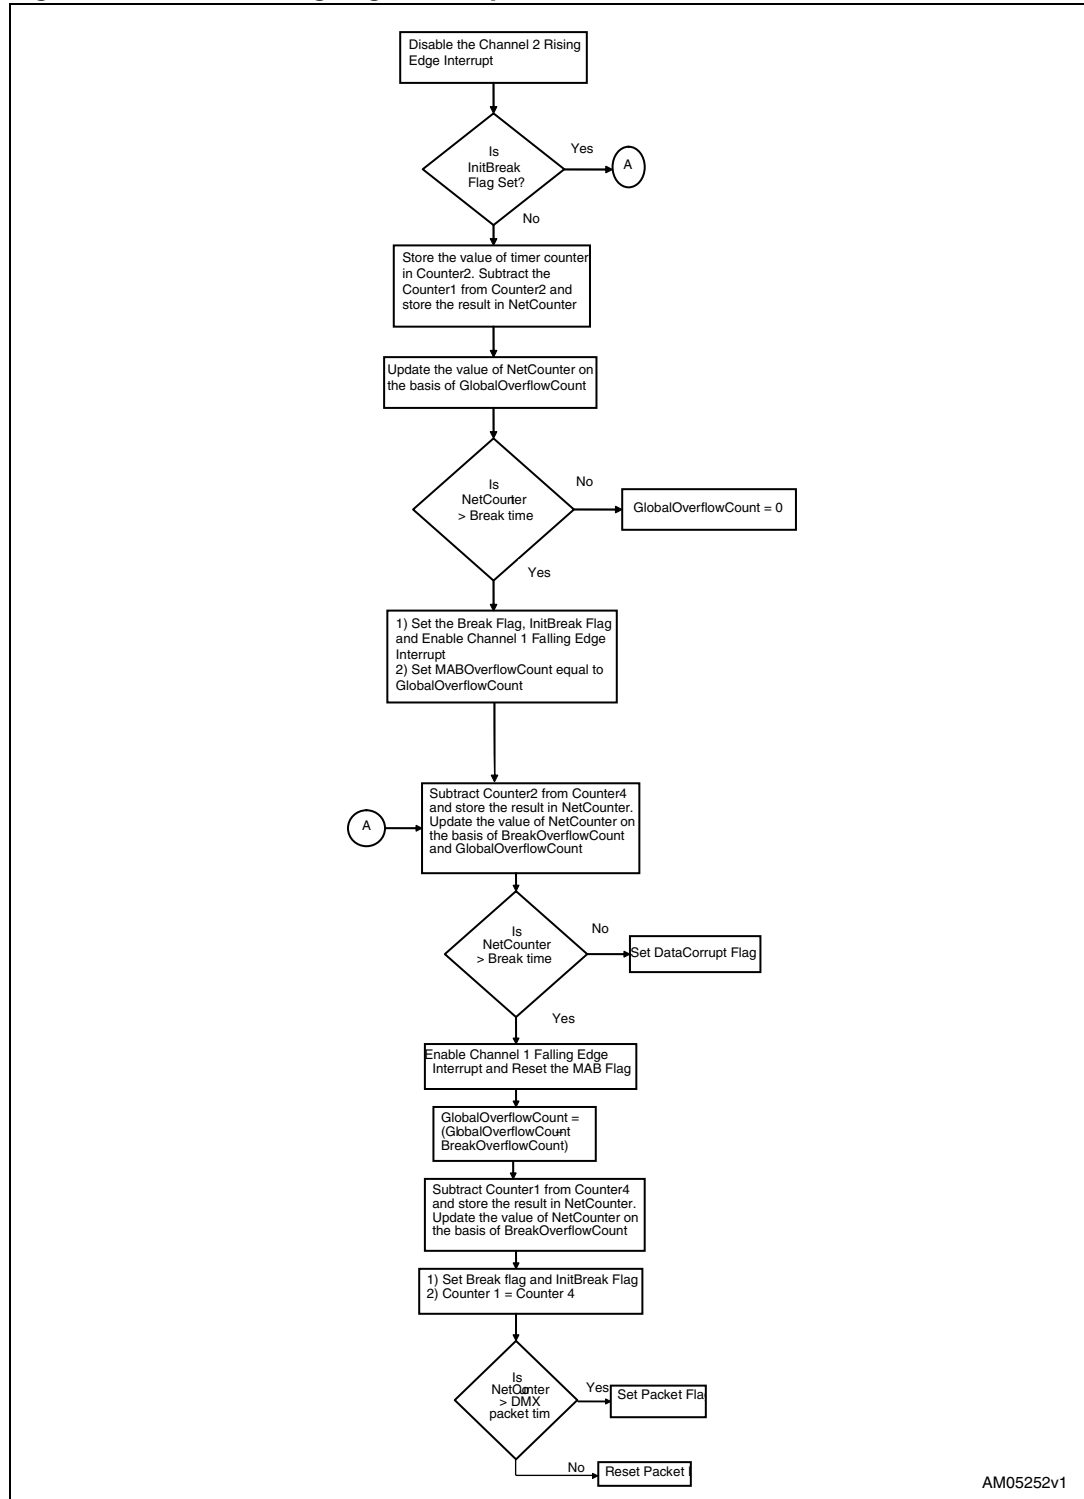 Disable the Channel 2 Rising
Edge Interrupt
Is
InitBreak
Flag Set?
Yes
A
No
Store the value of timer counter
in Counter2. Subtract the
Counter1 from Counter2 and
store the result in NetCounter
Update the value of NetCounter on
the basis of GlobalOverflowCount
Is
NetCounter
> Break time
No
GlobalOverflowCount = 0
Yes
1) Set the Break Flag, InitBreak Flag
and Enable Channel 1 Falling Edge
Interrupt
2) Set MABOverflowCount equal to
GlobalOverflowCount
A
Subtract Counter2 from Counter4
and store the result in NetCounter.
Update the value of NetCounter on
the basis of BreakOverflowCount
and GlobalOverflowCount
Is
NetCounter
> Break time
No
Set DataCorrupt Flag
Yes
Enable Channel 1 Falling Edge
Interrupt and Reset the MAB Flag
GlobalOverflowCount =
(GlobalOverflowCount -
BreakOverflowCount)
Subtract Counter1 from Counter4
and store the result in NetCounter.
Update the value of NetCounter on
the basis of BreakOverflowCount
1) Set Break flag and InitBreak Flag
2) Counter 1 = Counter 4
Is
NetCounter
> DMX
packet tim
Yes
Set Packet Fla
No
Reset Packet
AM05252v1